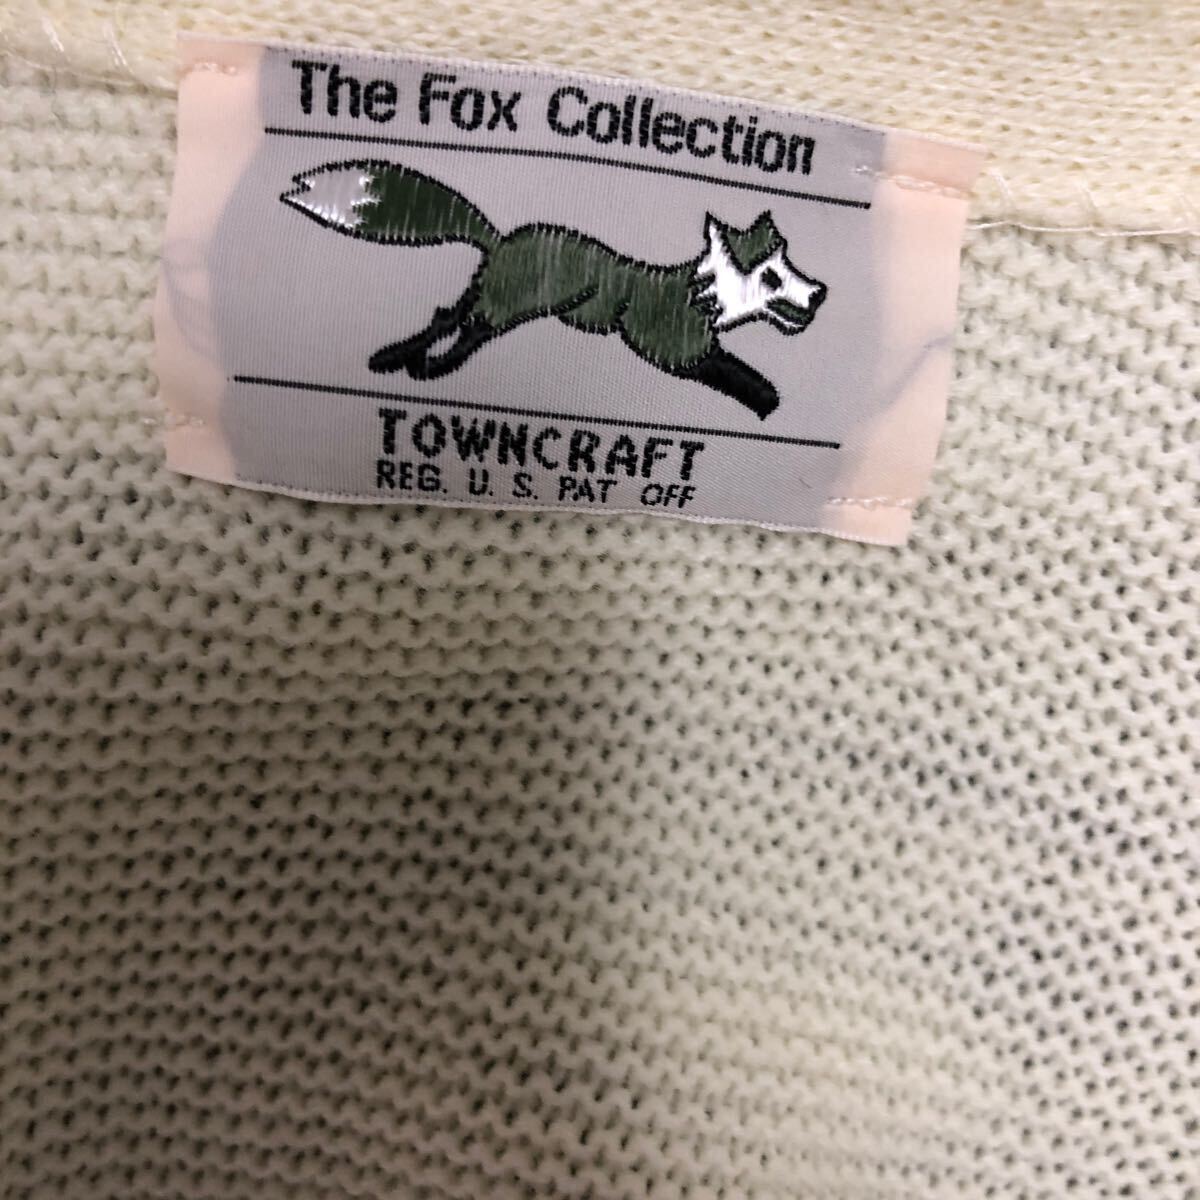 The Fox Collection
TOWNCRAFT
REG. U. S. PAT OFF